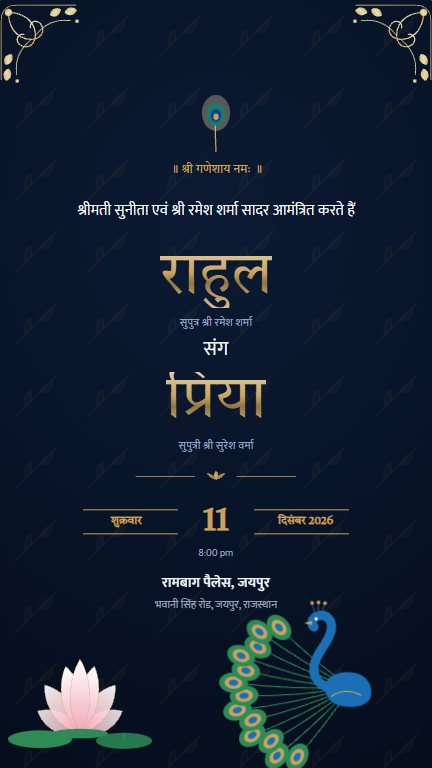 ॥ श्री गणेशाय नमः ॥
श्रीमती सुनीता एवं श्री रमेश शर्मा सादर आमंत्रित करते हैं
राहुल
सुपुत्र श्री रमेश शर्मा
संग
प्रिया
सुपुत्री श्री सुरेश वर्मा
शुक्रवार 11 दिसंबर 2026
8:00 pm
रामबाग पैलेस, जयपुर
भवानी सिंह रोड, जयपुर, राजस्थान